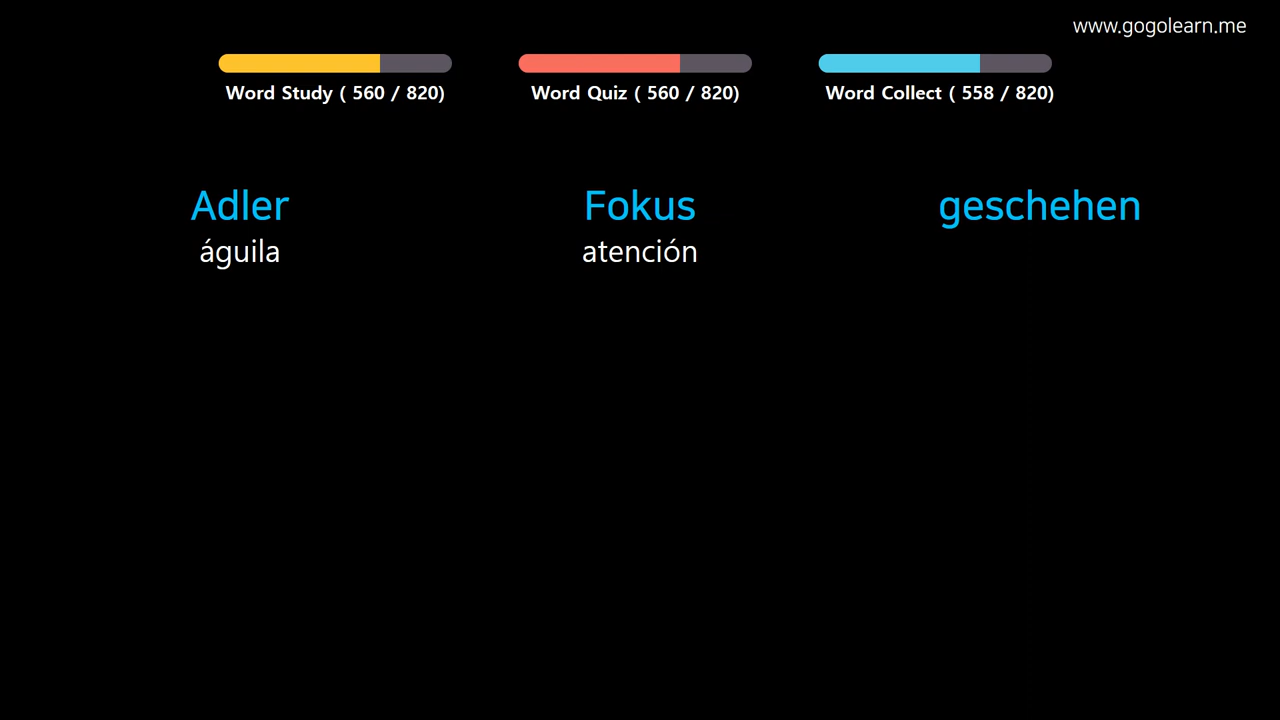 www.gogolearn.me
Word Study ( 560 / 820)
Word Quiz ( 560 / 820)
Word Collect ( 558 / 820)
Adler
águila
Fokus
atención
geschehen